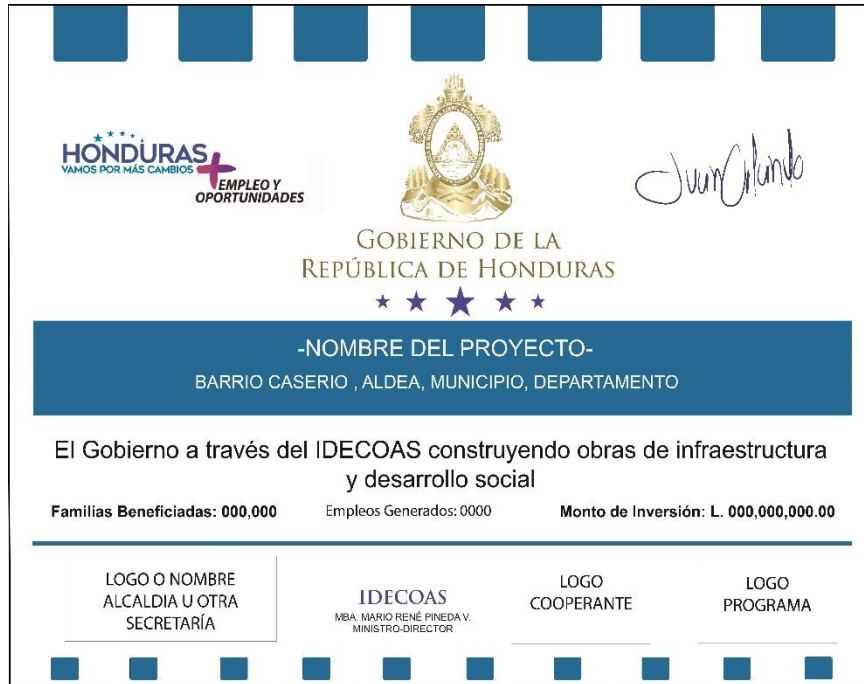 HONDURAS
VAMOS POR MÁS CAMBIOS
EMPLEO Y
OPORTUNIDADES
Juan Orlando
GOBIERNO DE LA
REPÚBLICA DE HONDURAS
-NOMBRE DEL PROYECTO-
BARRIO CASERIO , ALDEA, MUNICIPIO, DEPARTAMENTO
El Gobierno a través del IDECOAS construyendo obras de infraestructura
y desarrollo social
Familias Beneficiadas: 000,000 Empleos Generados: 0000 Monto de Inversión: L. 000,000,000.00
LOGO O NOMBRE
ALCALDIA U OTRA
SECRETARÍA
IDECOAS
MBA. MARIO RENÉ PINEDA V.
MINISTRO-DIRECTOR
LOGO
COOPERANTE
LOGO
PROGRAMA